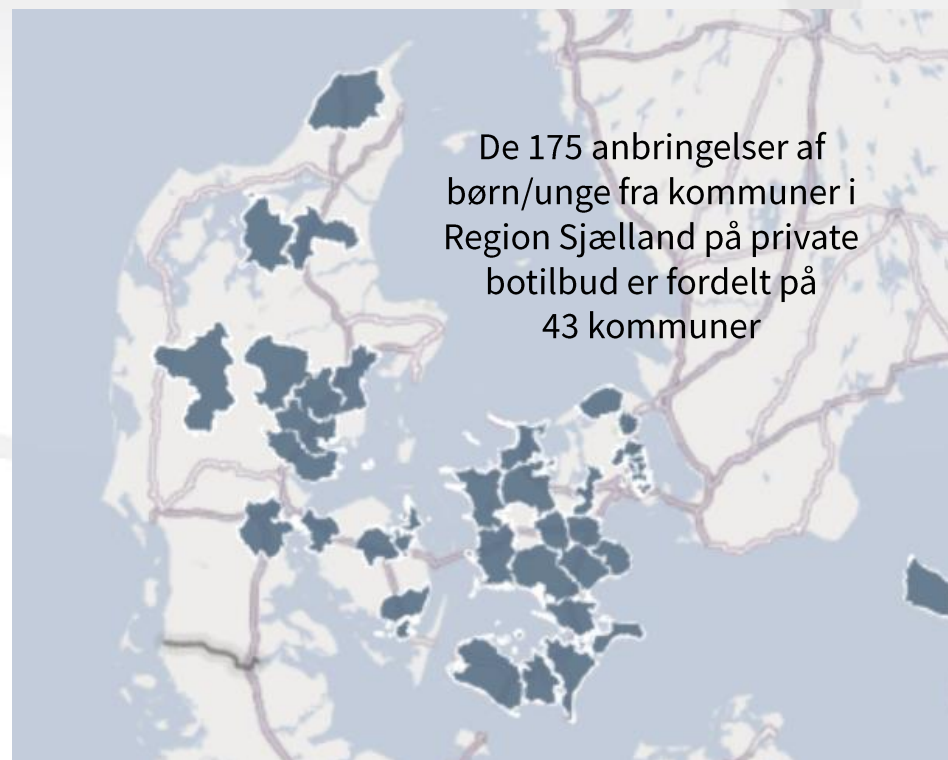 De 175 anbringelser af
børn/unge fra kommuner i
Region Sjælland på private
botilbud er fordelt på
43 kommuner